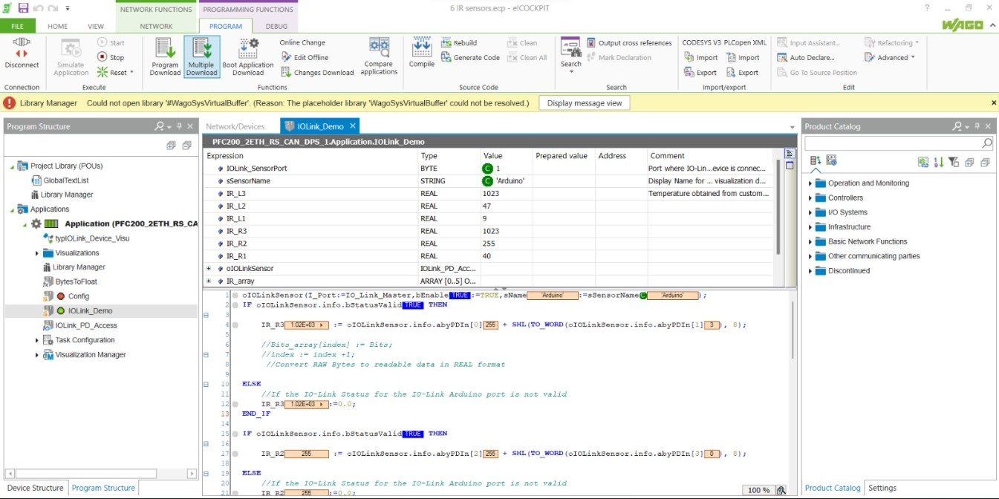 NETWORK FUNCTIONS PROGRAMMING FUNCTIONS 6 IR sensors.ecp - e!COCKPIT ?
FILE HOME VIEW NETWORK PROGRAM DEBUG WAGO
Start Online Change Rebuild Clean Output cross references CODESYS V3 PLCopen XML Input Assistant... Refactoring
Stop Edit Offline Generate Code Clean All Mark Declaration Import Import Auto Declare... Advanced
Reset Changes Download Export Export Go To Source Position
Disconnect Simulate Application Program Download Multiple Download Boot Application Download Compare applications Compile Search
Connection Execute Functions Source Code Search Import/export Edit
Library Manager Could not open library '#WagoSysVirtualBuffer'. (Reason: The placeholder library 'WagoSysVirtualBuffer' could not be resolved.) Display message view
Program Structure
Project Library (POUs)
GlobalTextList
Library Manager
Applications
Application (PFC200_2ETH_RS_CA
typIOLink_Device_Visu
Visualizations
Library Manager
BytesToFloat
Config
IOLink_Demo
IOLink_PD_Access
Task Configuration
Visualization Manager
Device Structure Program Structure
Network/Devices IOLink_Demo
PFC200_2ETH_RS_CAN_DPS_1.Application.IOLink_Demo
Expression Type Value Prepared value Address Comment
IOLink_SensorPort BYTE C 1 Port where IO-Lin...evice is connec...
sSensorName STRING C 'Arduino' Display Name for ... visualization d...
IR_L3 REAL 1023 Temperature obtained from custom...
IR_L2 REAL 47
IR_L1 REAL 9
IR_R3 REAL 1023
IR_R2 REAL 255
IR_R1 REAL 40
oIOLinkSensor IOLink_PD_Acc...
IR_array ARRAY [0..5] O...
1 oIOLinkSensor(I_Port:=IO_Link_Master,bEnable TRUE :=TRUE,sName 'Arduino' :=sSensorName C 'Arduino' );
2 IF oIOLinkSensor.info.bStatusValid TRUE THEN
3
4 IR_R3 1.02E+03 := oIOLinkSensor.info.abyPDIn[0] 255 + SHL(TO_WORD(oIOLinkSensor.info.abyPDIn[1] 3 ), 8);
5
6 //Bits_array[index] := Bits;
7 //index := index +1;
8 //Convert RAW Bytes to readable data in REAL format
9
10 ELSE
11 //If the IO-Link Status for the IO-Link Arduino port is not valid
12 IR_R3 1.02E+03 :=0.0;
13 END_IF
14
15 IF oIOLinkSensor.info.bStatusValid TRUE THEN
16
17 IR_R2 255 := oIOLinkSensor.info.abyPDIn[2] 255 + SHL(TO_WORD(oIOLinkSensor.info.abyPDIn[3] 0 ), 8);
18
19 ELSE
20 //If the IO-Link Status for the IO-Link Arduino port is not valid
21 IR_R2 255 :=0.0;
100 %
Product Catalog
Operation and Monitoring
Controllers
I/O Systems
Infrastructure
Basic Network Functions
Other communicating parties
Discontinued
Product Catalog Settings